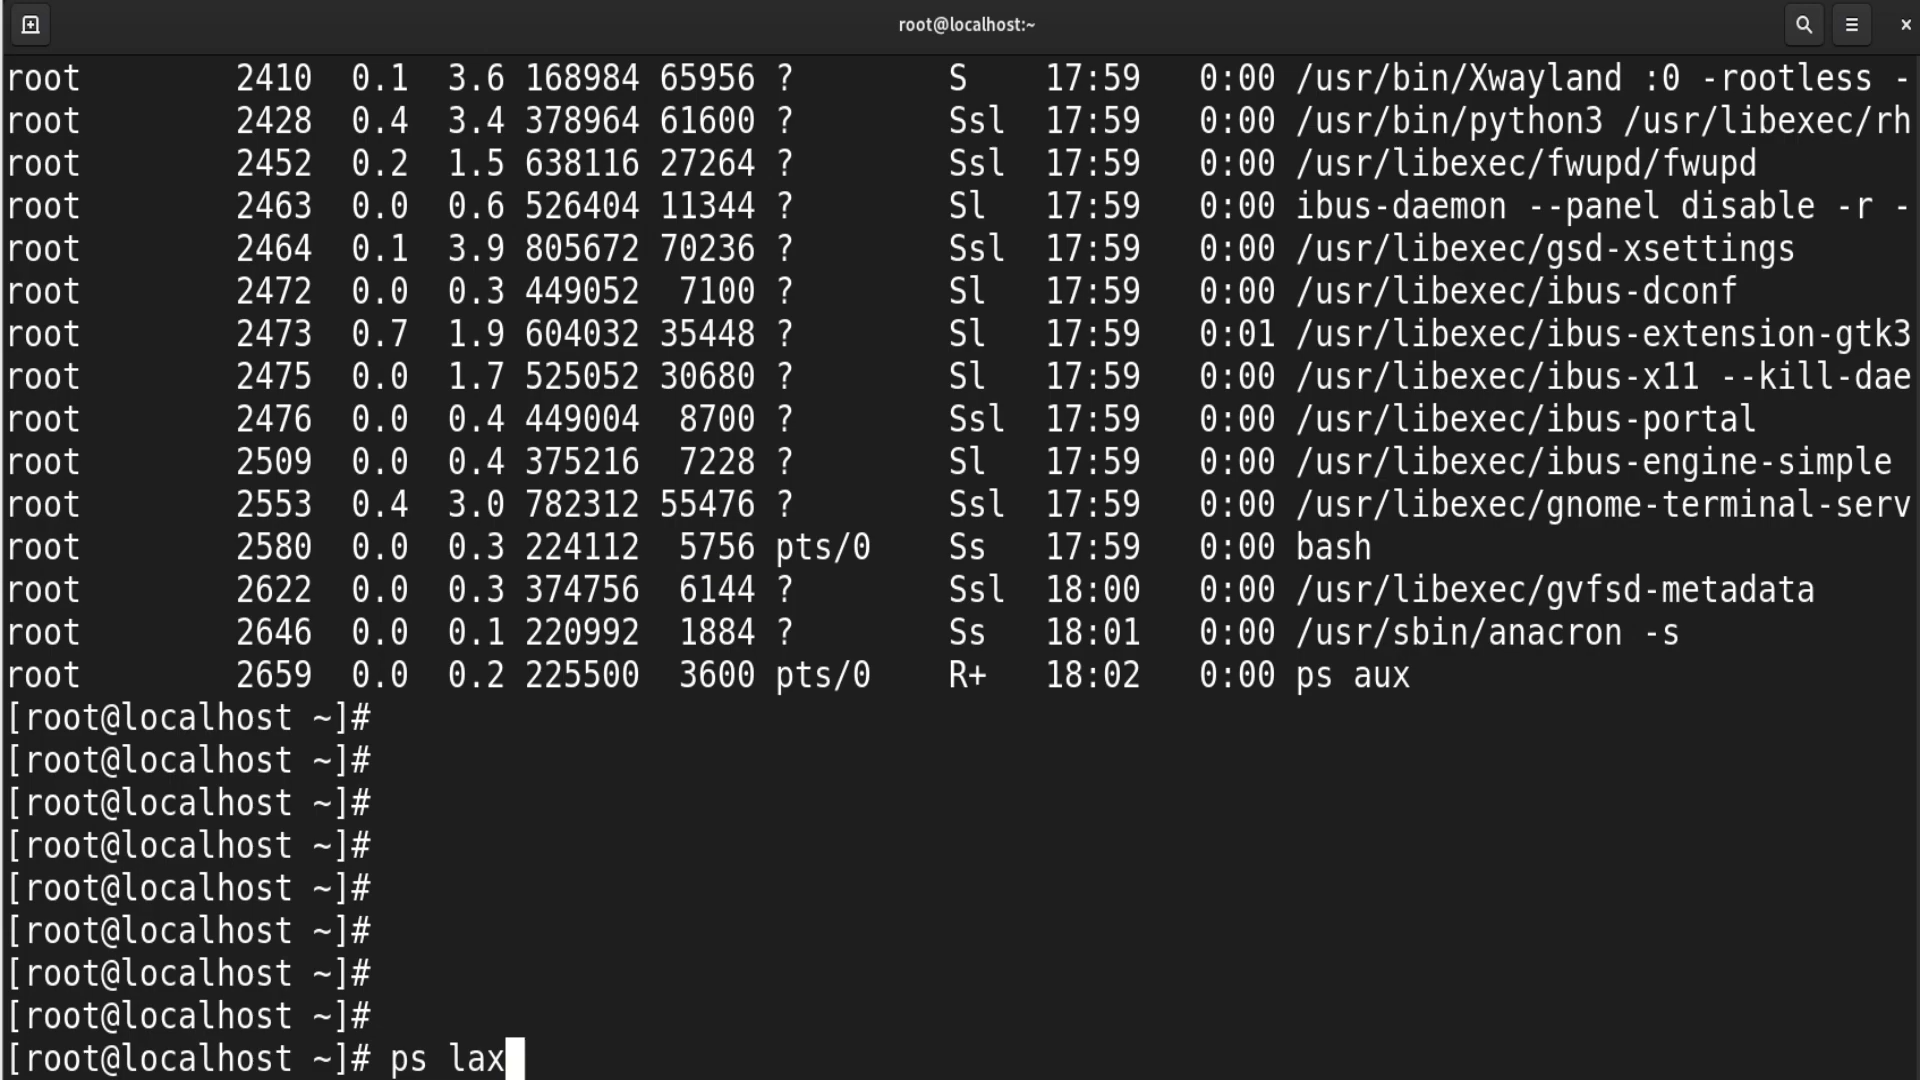 root@localhost:~
root 2410 0.1 3.6 168984 65956 ? S 17:59 0:00 /usr/bin/Xwayland :0 -rootless -
root 2428 0.4 3.4 378964 61600 ? Ssl 17:59 0:00 /usr/bin/python3 /usr/libexec/rh
root 2452 0.2 1.5 638116 27264 ? Ssl 17:59 0:00 /usr/libexec/fwupd/fwupd
root 2463 0.0 0.6 526404 11344 ? Sl 17:59 0:00 ibus-daemon --panel disable -r -
root 2464 0.1 3.9 805672 70236 ? Ssl 17:59 0:00 /usr/libexec/gsd-xsettings
root 2472 0.0 0.3 449052 7100 ? Sl 17:59 0:00 /usr/libexec/ibus-dconf
root 2473 0.7 1.9 604032 35448 ? Sl 17:59 0:01 /usr/libexec/ibus-extension-gtk3
root 2475 0.0 1.7 525052 30680 ? Sl 17:59 0:00 /usr/libexec/ibus-x11 --kill-dae
root 2476 0.0 0.4 449004 8700 ? Ssl 17:59 0:00 /usr/libexec/ibus-portal
root 2509 0.0 0.4 375216 7228 ? Sl 17:59 0:00 /usr/libexec/ibus-engine-simple
root 2553 0.4 3.0 782312 55476 ? Ssl 17:59 0:00 /usr/libexec/gnome-terminal-serv
root 2580 0.0 0.3 224112 5756 pts/0 Ss 17:59 0:00 bash
root 2622 0.0 0.3 374756 6144 ? Ssl 18:00 0:00 /usr/libexec/gvfsd-metadata
root 2646 0.0 0.1 220992 1884 ? Ss 18:01 0:00 /usr/sbin/anacron -s
root 2659 0.0 0.2 225500 3600 pts/0 R+ 18:02 0:00 ps aux
[root@localhost ~]#
[root@localhost ~]#
[root@localhost ~]#
[root@localhost ~]#
[root@localhost ~]#
[root@localhost ~]#
[root@localhost ~]#
[root@localhost ~]#
[root@localhost ~]# ps lax